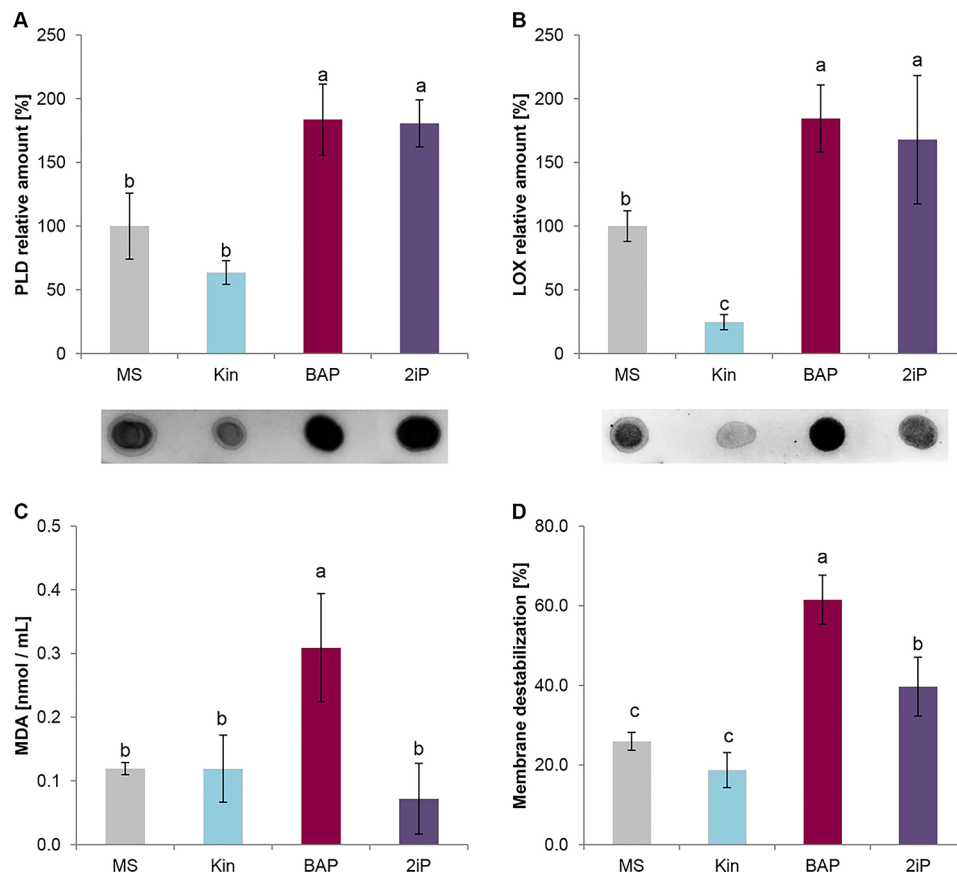 A
PLD relative amount [%]
250
200
150
100
50
0
b
b
a
a
MS Kin BAP 2iP
B
LOX relative amount [%]
250
200
150
100
50
0
b
c
a
a
MS Kin BAP 2iP
C
MDA [nmol / mL]
0.5
0.4
0.3
0.2
0.1
0.0
b
b
a
b
MS Kin BAP 2iP
D
Membrane destabilization [%]
80.0
60.0
40.0
20.0
0.0
c
c
a
b
MS Kin BAP 2iP